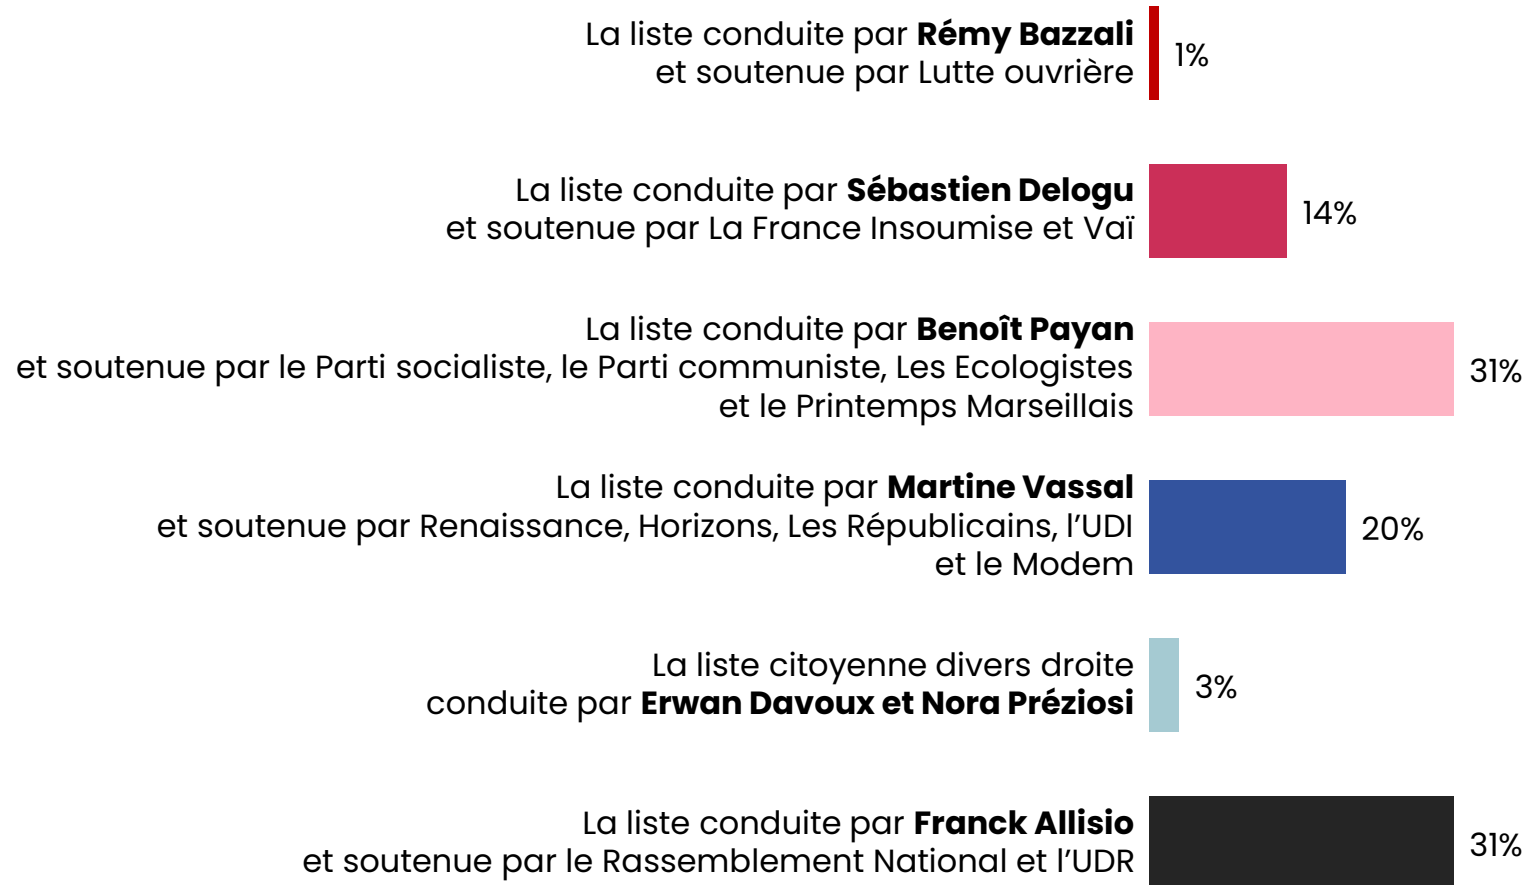 La liste conduite par Rémy Bazzali
et soutenue par Lutte ouvrière
1%
La liste conduite par Sébastien Delogu
et soutenue par La France Insoumise et Vaï
14%
La liste conduite par Benoît Payan
et soutenue par le Parti socialiste, le Parti communiste, Les Ecologistes
et le Printemps Marseillais
31%
La liste conduite par Martine Vassal
et soutenue par Renaissance, Horizons, Les Républicains, l’UDI
et le Modem
20%
La liste citoyenne divers droite
conduite par Erwan Davoux et Nora Préziosi
3%
La liste conduite par Franck Allisio
et soutenue par le Rassemblement National et l’UDR
31%